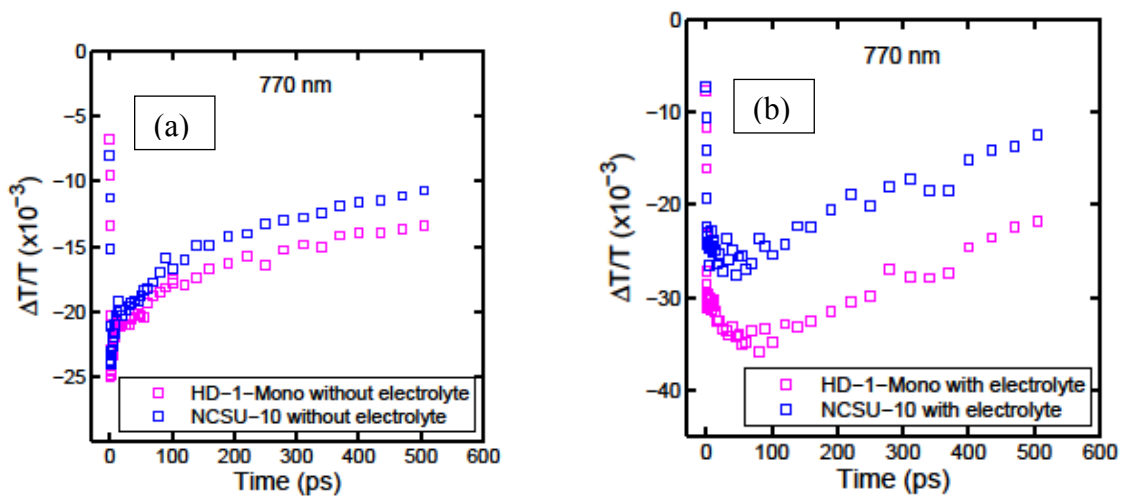 0
−5
−10
−15
−20
−25
0
100
200
300
400
500
600
Time (ps)
ΔT/T (x10⁻³)
770 nm
(a)
HD−1−Mono without electrolyte
NCSU−10 without electrolyte
0
−10
−20
−30
−40
0
100
200
300
400
500
600
Time (ps)
ΔT/T (x10⁻³)
770 nm
(b)
HD−1−Mono with electrolyte
NCSU−10 with electrolyte